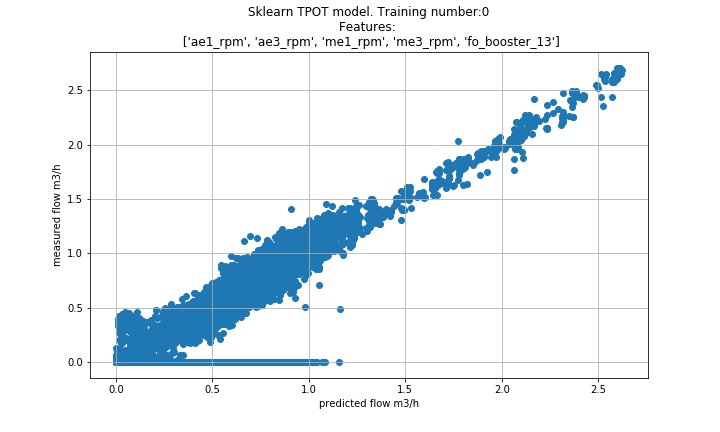 Sklearn TPOT model. Training number:0
Features:
['ae1_rpm', 'ae3_rpm', 'me1_rpm', 'me3_rpm', 'fo_booster_13']
2.5
2.0
1.5
1.0
0.5
0.0
measured flow m3/h
0.0 0.5 1.0 1.5 2.0 2.5
predicted flow m3/h